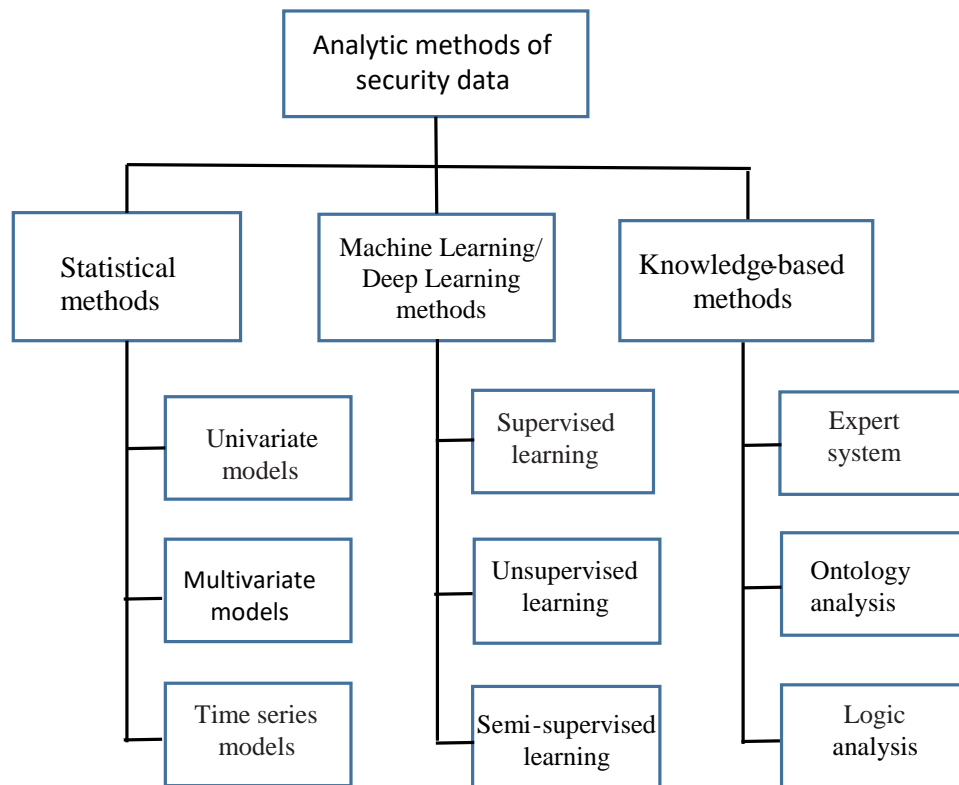 Analytic methods of
security data
Statistical
methods
Machine Learning/
Deep Learning
methods
Knowledge-based
methods
Univariate
models
Supervised
learning
Expert
system
Multivariate
models
Unsupervised
learning
Ontology
analysis
Time series
models
Semi-supervised
learning
Logic
analysis